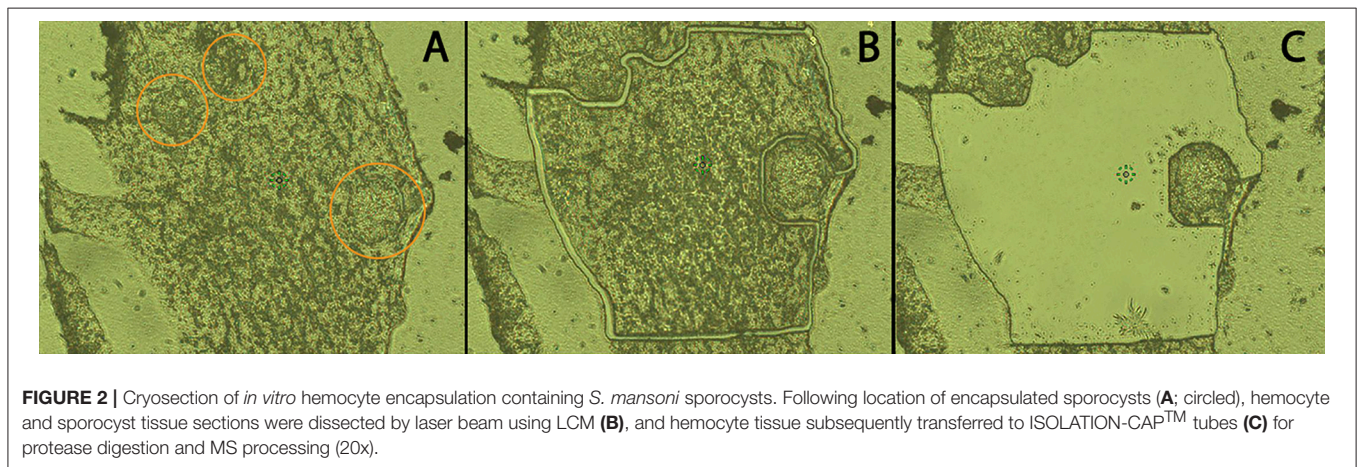 A
B
C
FIGURE 2 | Cryosection of in vitro hemocyte encapsulation containing S. mansoni sporocysts. Following location of encapsulated sporocysts (A; circled), hemocyte
and sporocyst tissue sections were dissected by laser beam using LCM (B), and hemocyte tissue subsequently transferred to ISOLATION-CAP™ tubes (C) for
protease digestion and MS processing (20x).